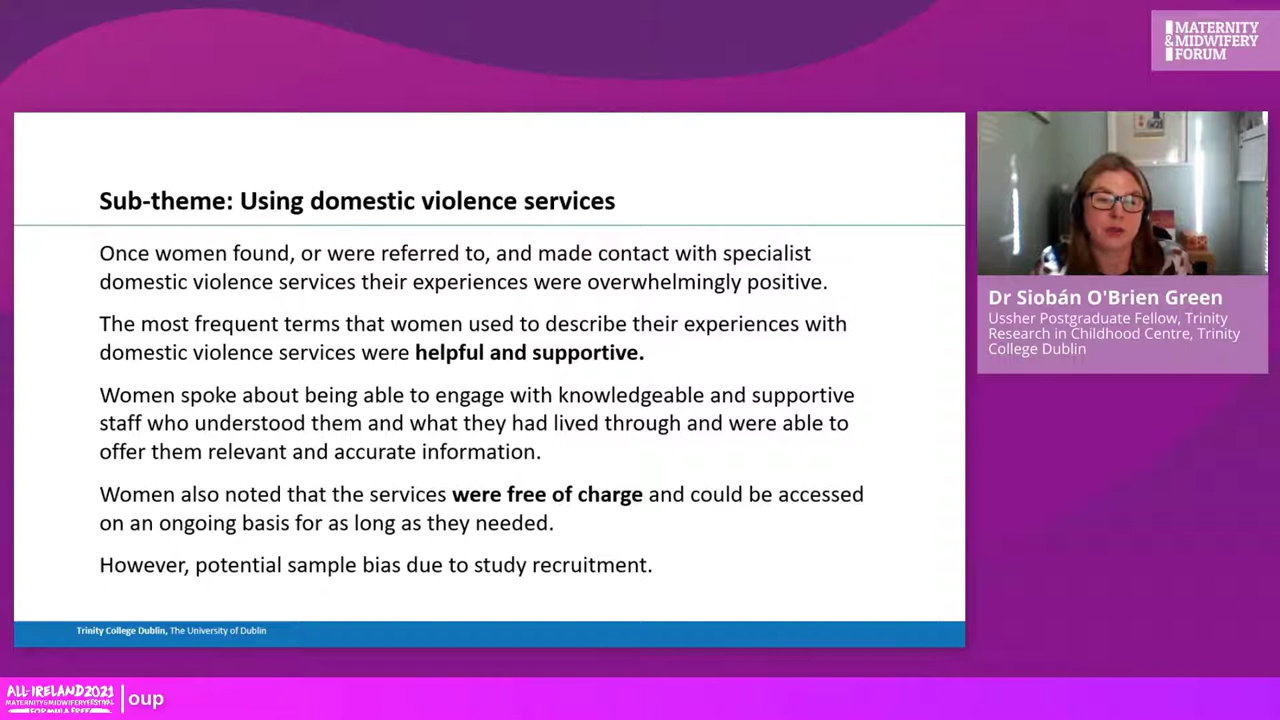 MATERNITY
&MIDWIFERY
FORUM
Sub-theme: Using domestic violence services
Once women found, or were referred to, and made contact with specialist
domestic violence services their experiences were overwhelmingly positive.
The most frequent terms that women used to describe their experiences with
domestic violence services were helpful and supportive.
Women spoke about being able to engage with knowledgeable and supportive
staff who understood them and what they had lived through and were able to
offer them relevant and accurate information.
Women also noted that the services were free of charge and could be accessed
on an ongoing basis for as long as they needed.
However, potential sample bias due to study recruitment.
Trinity College Dublin, The University of Dublin
Dr Siobán O'Brien Green
Ussher Postgraduate Fellow, Trinity
Research in Childhood Centre, Trinity
College Dublin
ALL-IRELAND2021
MATERNITY&MIDWIFERYFESTIVAL
FORMULA FREE
oup